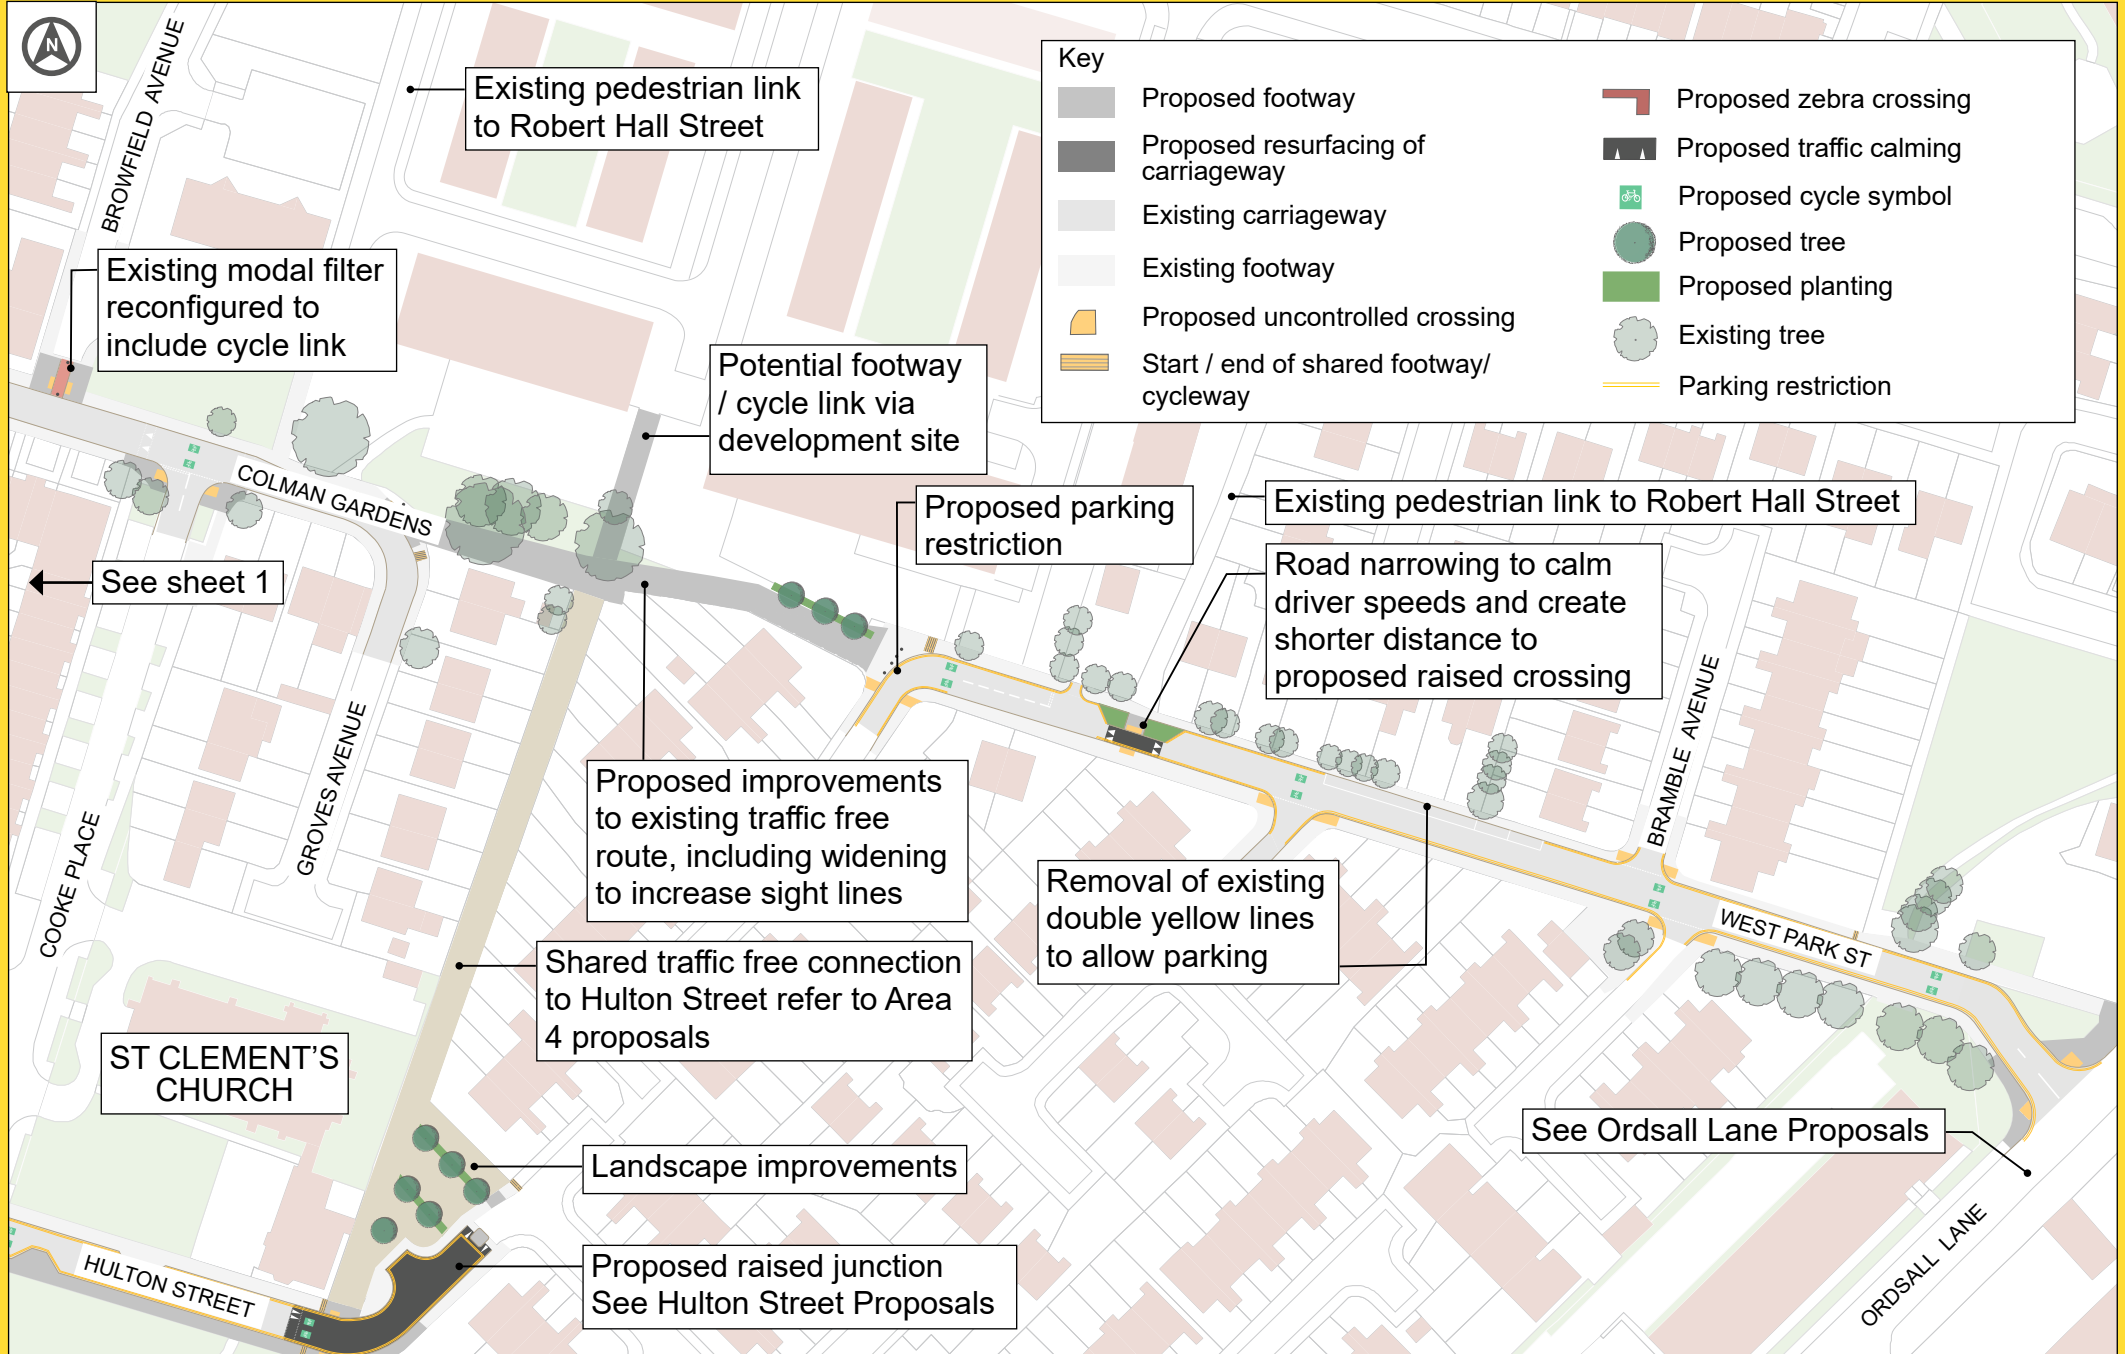 N
BROWFIELD AVENUE
Existing pedestrian link
to Robert Hall Street
Key
Proposed footway
Proposed resurfacing of
carriageway
Existing carriageway
Existing footway
Proposed uncontrolled crossing
Start / end of shared footway/
cycleway
Proposed zebra crossing
Proposed traffic calming
Proposed cycle symbol
Proposed tree
Proposed planting
Existing tree
Parking restriction
Existing modal filter
reconfigured to
include cycle link
Potential footway
/ cycle link via
development site
COLMAN GARDENS
Proposed parking
restriction
Existing pedestrian link to Robert Hall Street
See sheet 1
Road narrowing to calm
driver speeds and create
shorter distance to
proposed raised crossing
GROVES AVENUE
BRAMBLE AVENUE
COOKE PLACE
Proposed improvements
to existing traffic free
route, including widening
to increase sight lines
Removal of existing
double yellow lines
to allow parking
WEST PARK ST
Shared traffic free connection
to Hulton Street refer to Area
4 proposals
ST CLEMENT'S
CHURCH
See Ordsall Lane Proposals
Landscape improvements
ORDSALL LANE
HULTON STREET
Proposed raised junction
See Hulton Street Proposals